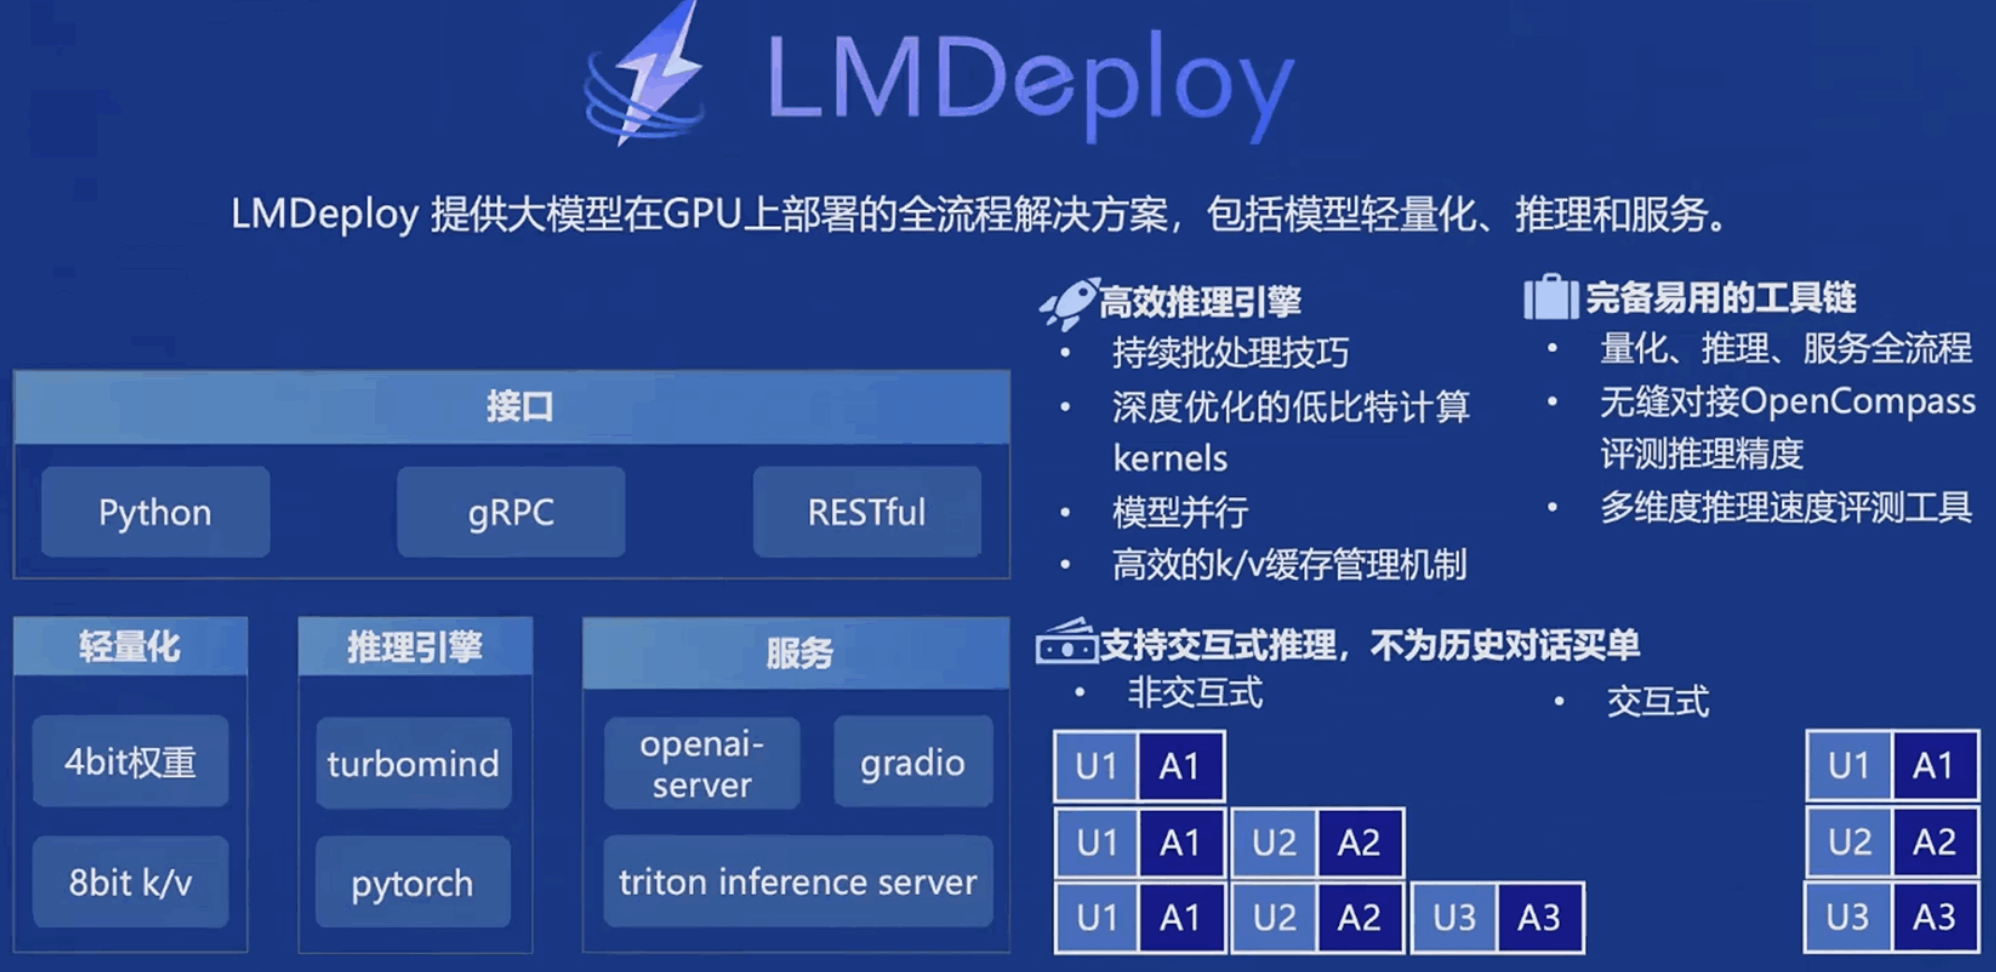 LMDeploy
LMDeploy 提供大模型在GPU上部署的全流程解决方案，包括模型轻量化、推理和服务。
接口
Python
gRPC
RESTful
轻量化
4bit权重
8bit k/v
推理引擎
turbomind
pytorch
服务
openai-
server
gradio
triton inference server
高效推理引擎
• 持续批处理技巧
• 深度优化的低比特计算
kernels
• 模型并行
• 高效的k/v缓存管理机制
完备易用的工具链
• 量化、推理、服务全流程
• 无缝对接OpenCompass
评测推理精度
• 多维度推理速度评测工具
支持交互式推理，不为历史对话买单
• 非交互式
U1 A1
U1 A1 U2 A2
U1 A1 U2 A2 U3 A3
• 交互式
U1 A1
U2 A2
U3 A3